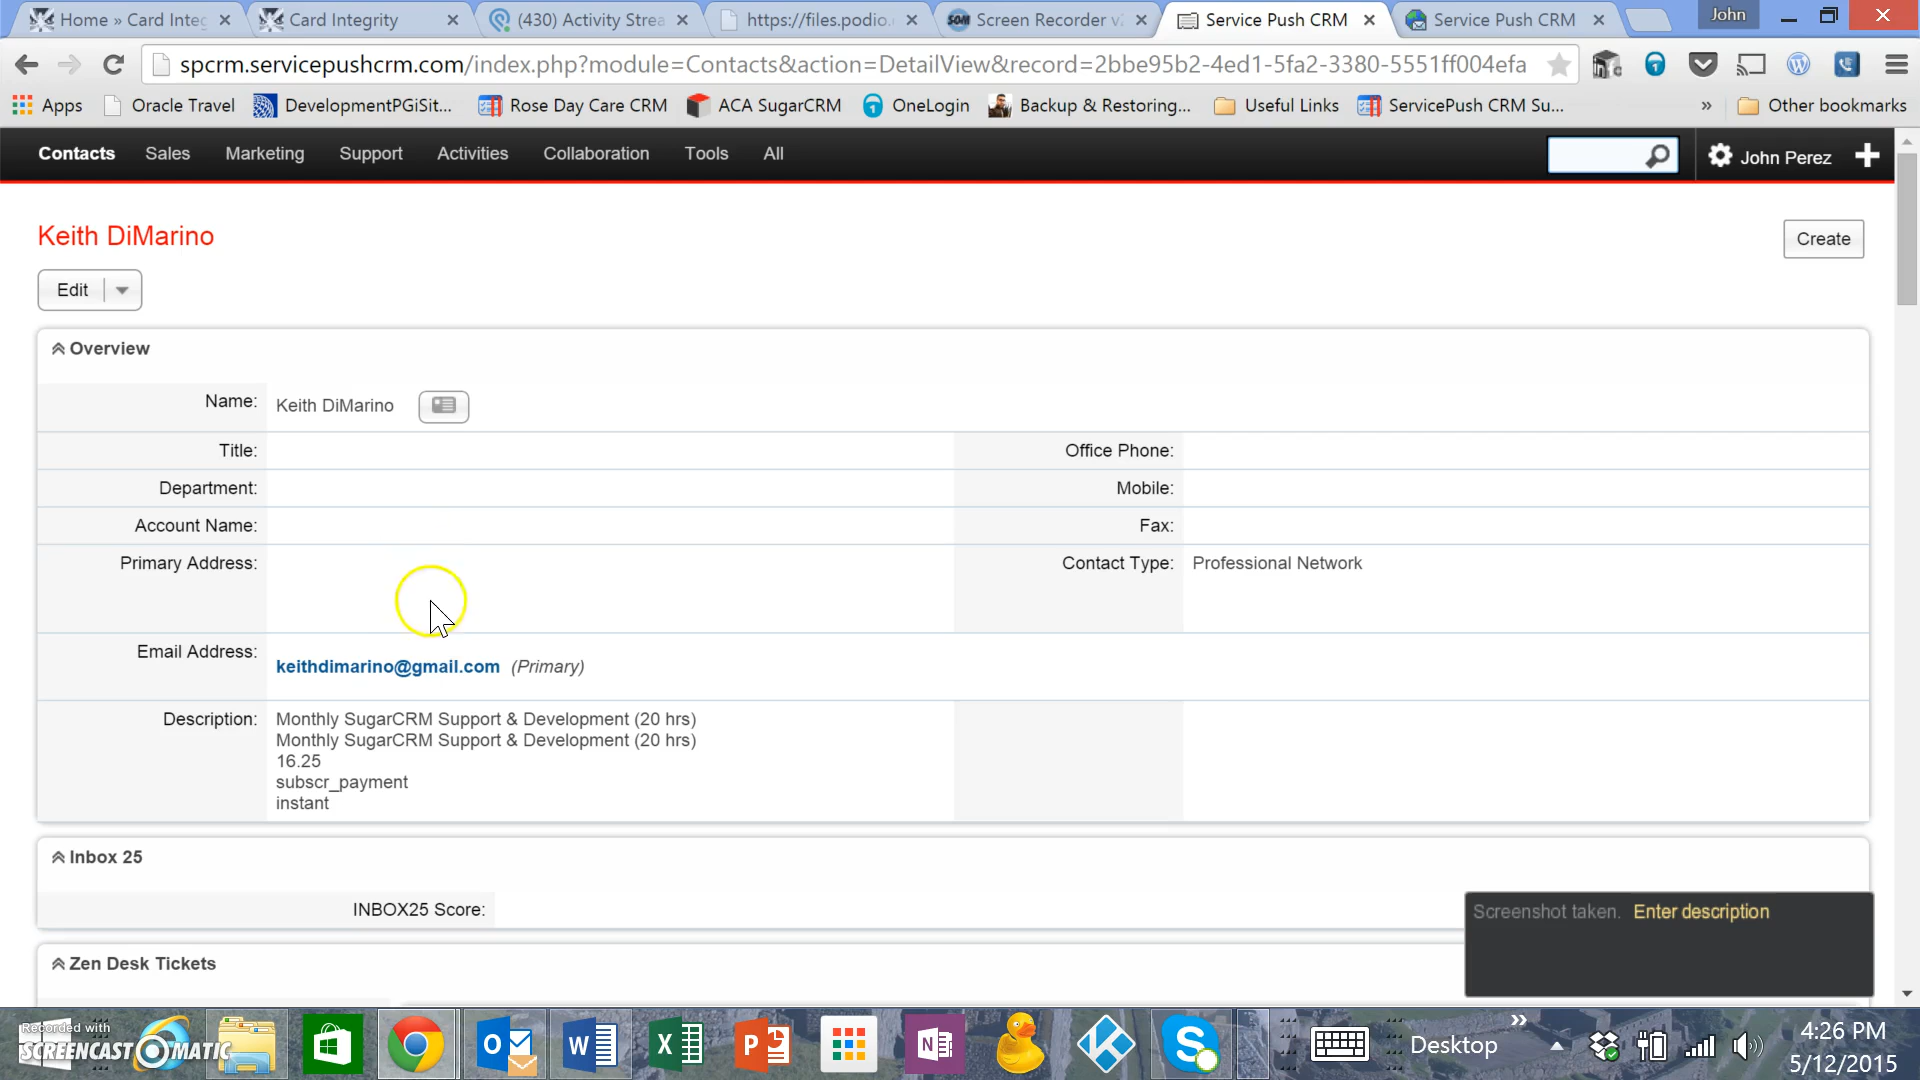 Home » Card Integ
Card Integrity
(430) Activity Strea
https://files.podio.
Screen Recorder v
Service Push CRM
Service Push CRM
John
spcrm.servicepushcrm.com/index.php?module=Contacts&action=DetailView&record=2bbe95b2-4ed1-5fa2-3380-5551ff004efa
Apps
Oracle Travel
DevelopmentPGiSit...
Rose Day Care CRM
ACA SugarCRM
OneLogin
Backup & Restoring...
Useful Links
ServicePush CRM Su...
»
Other bookmarks
Contacts
Sales
Marketing
Support
Activities
Collaboration
Tools
All
John Perez
Keith DiMarino
Create
Edit
Overview
Name: Keith DiMarino
Title:
Office Phone:
Department:
Mobile:
Account Name:
Fax:
Primary Address:
Contact Type: Professional Network
Email Address: keithdimarino@gmail.com (Primary)
Description: Monthly SugarCRM Support & Development (20 hrs)
Monthly SugarCRM Support & Development (20 hrs)
16.25
subscr_payment
instant
Inbox 25
INBOX25 Score:
Screenshot taken. Enter description
Zen Desk Tickets
Recorded with
SCREENCAST-O-MATIC
Desktop
»
4:26 PM
5/12/2015